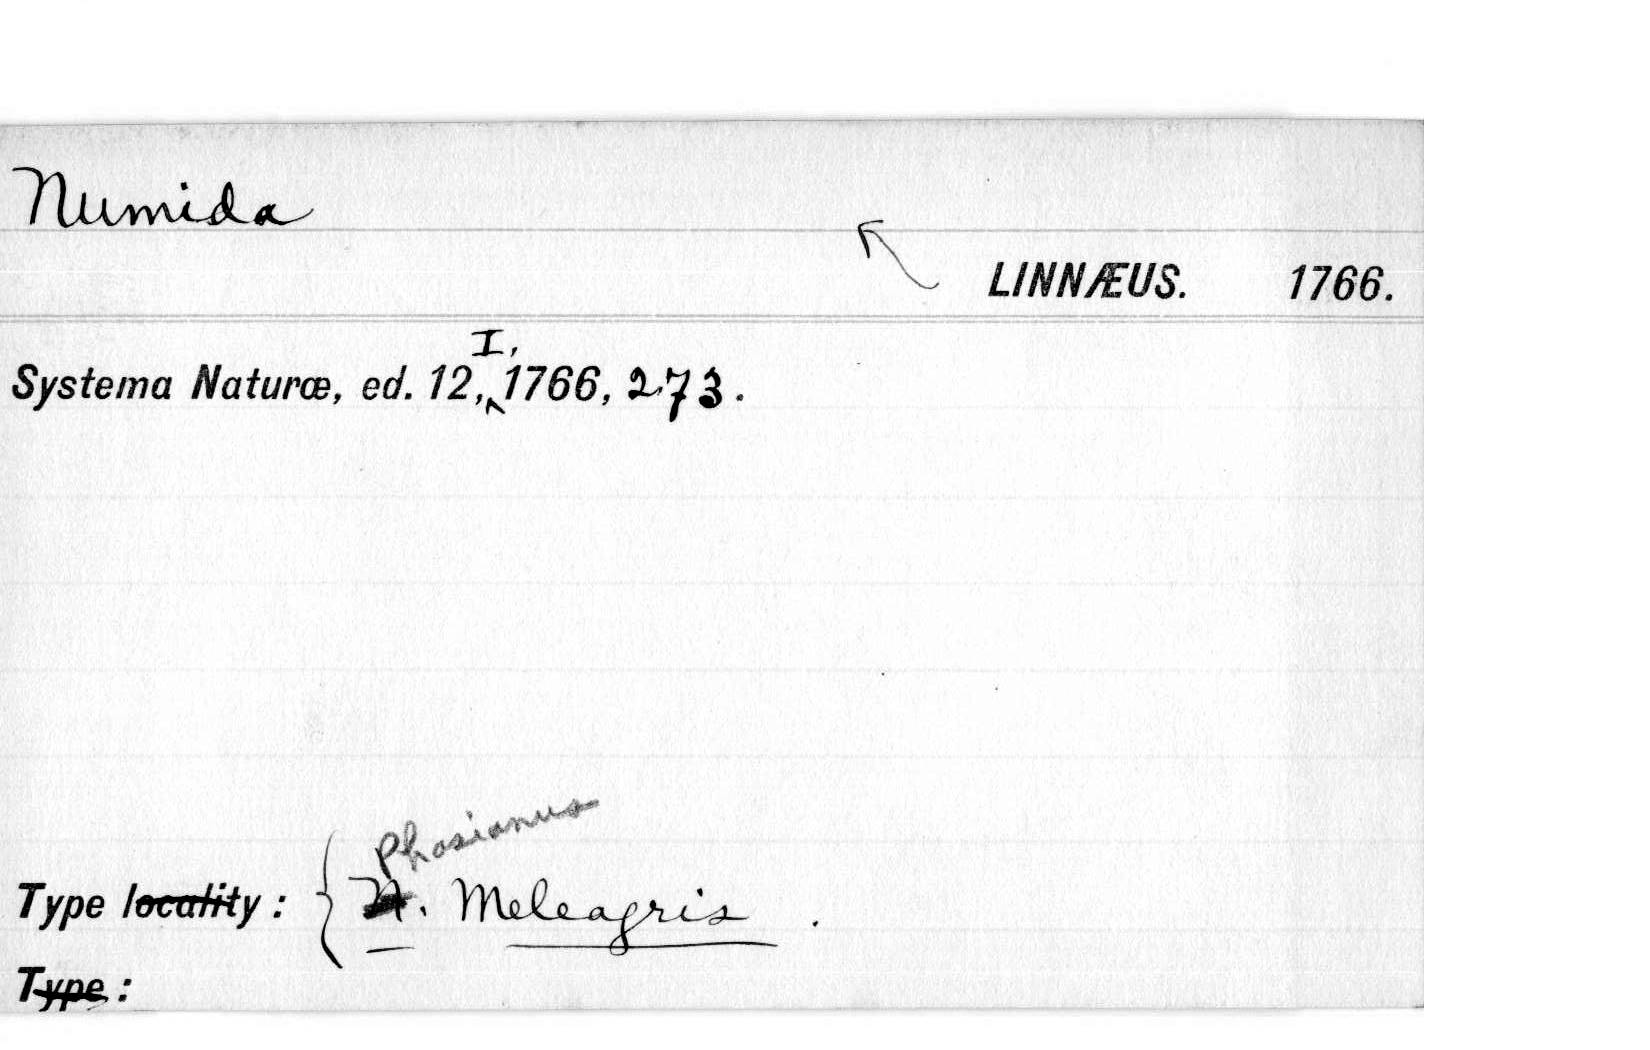 Numida
LINNÆUS. 1766.
I,
Systema Naturæ, ed. 12, 1766, 273.
Phasianus
Type locality : { N. Meleagris .
Type :